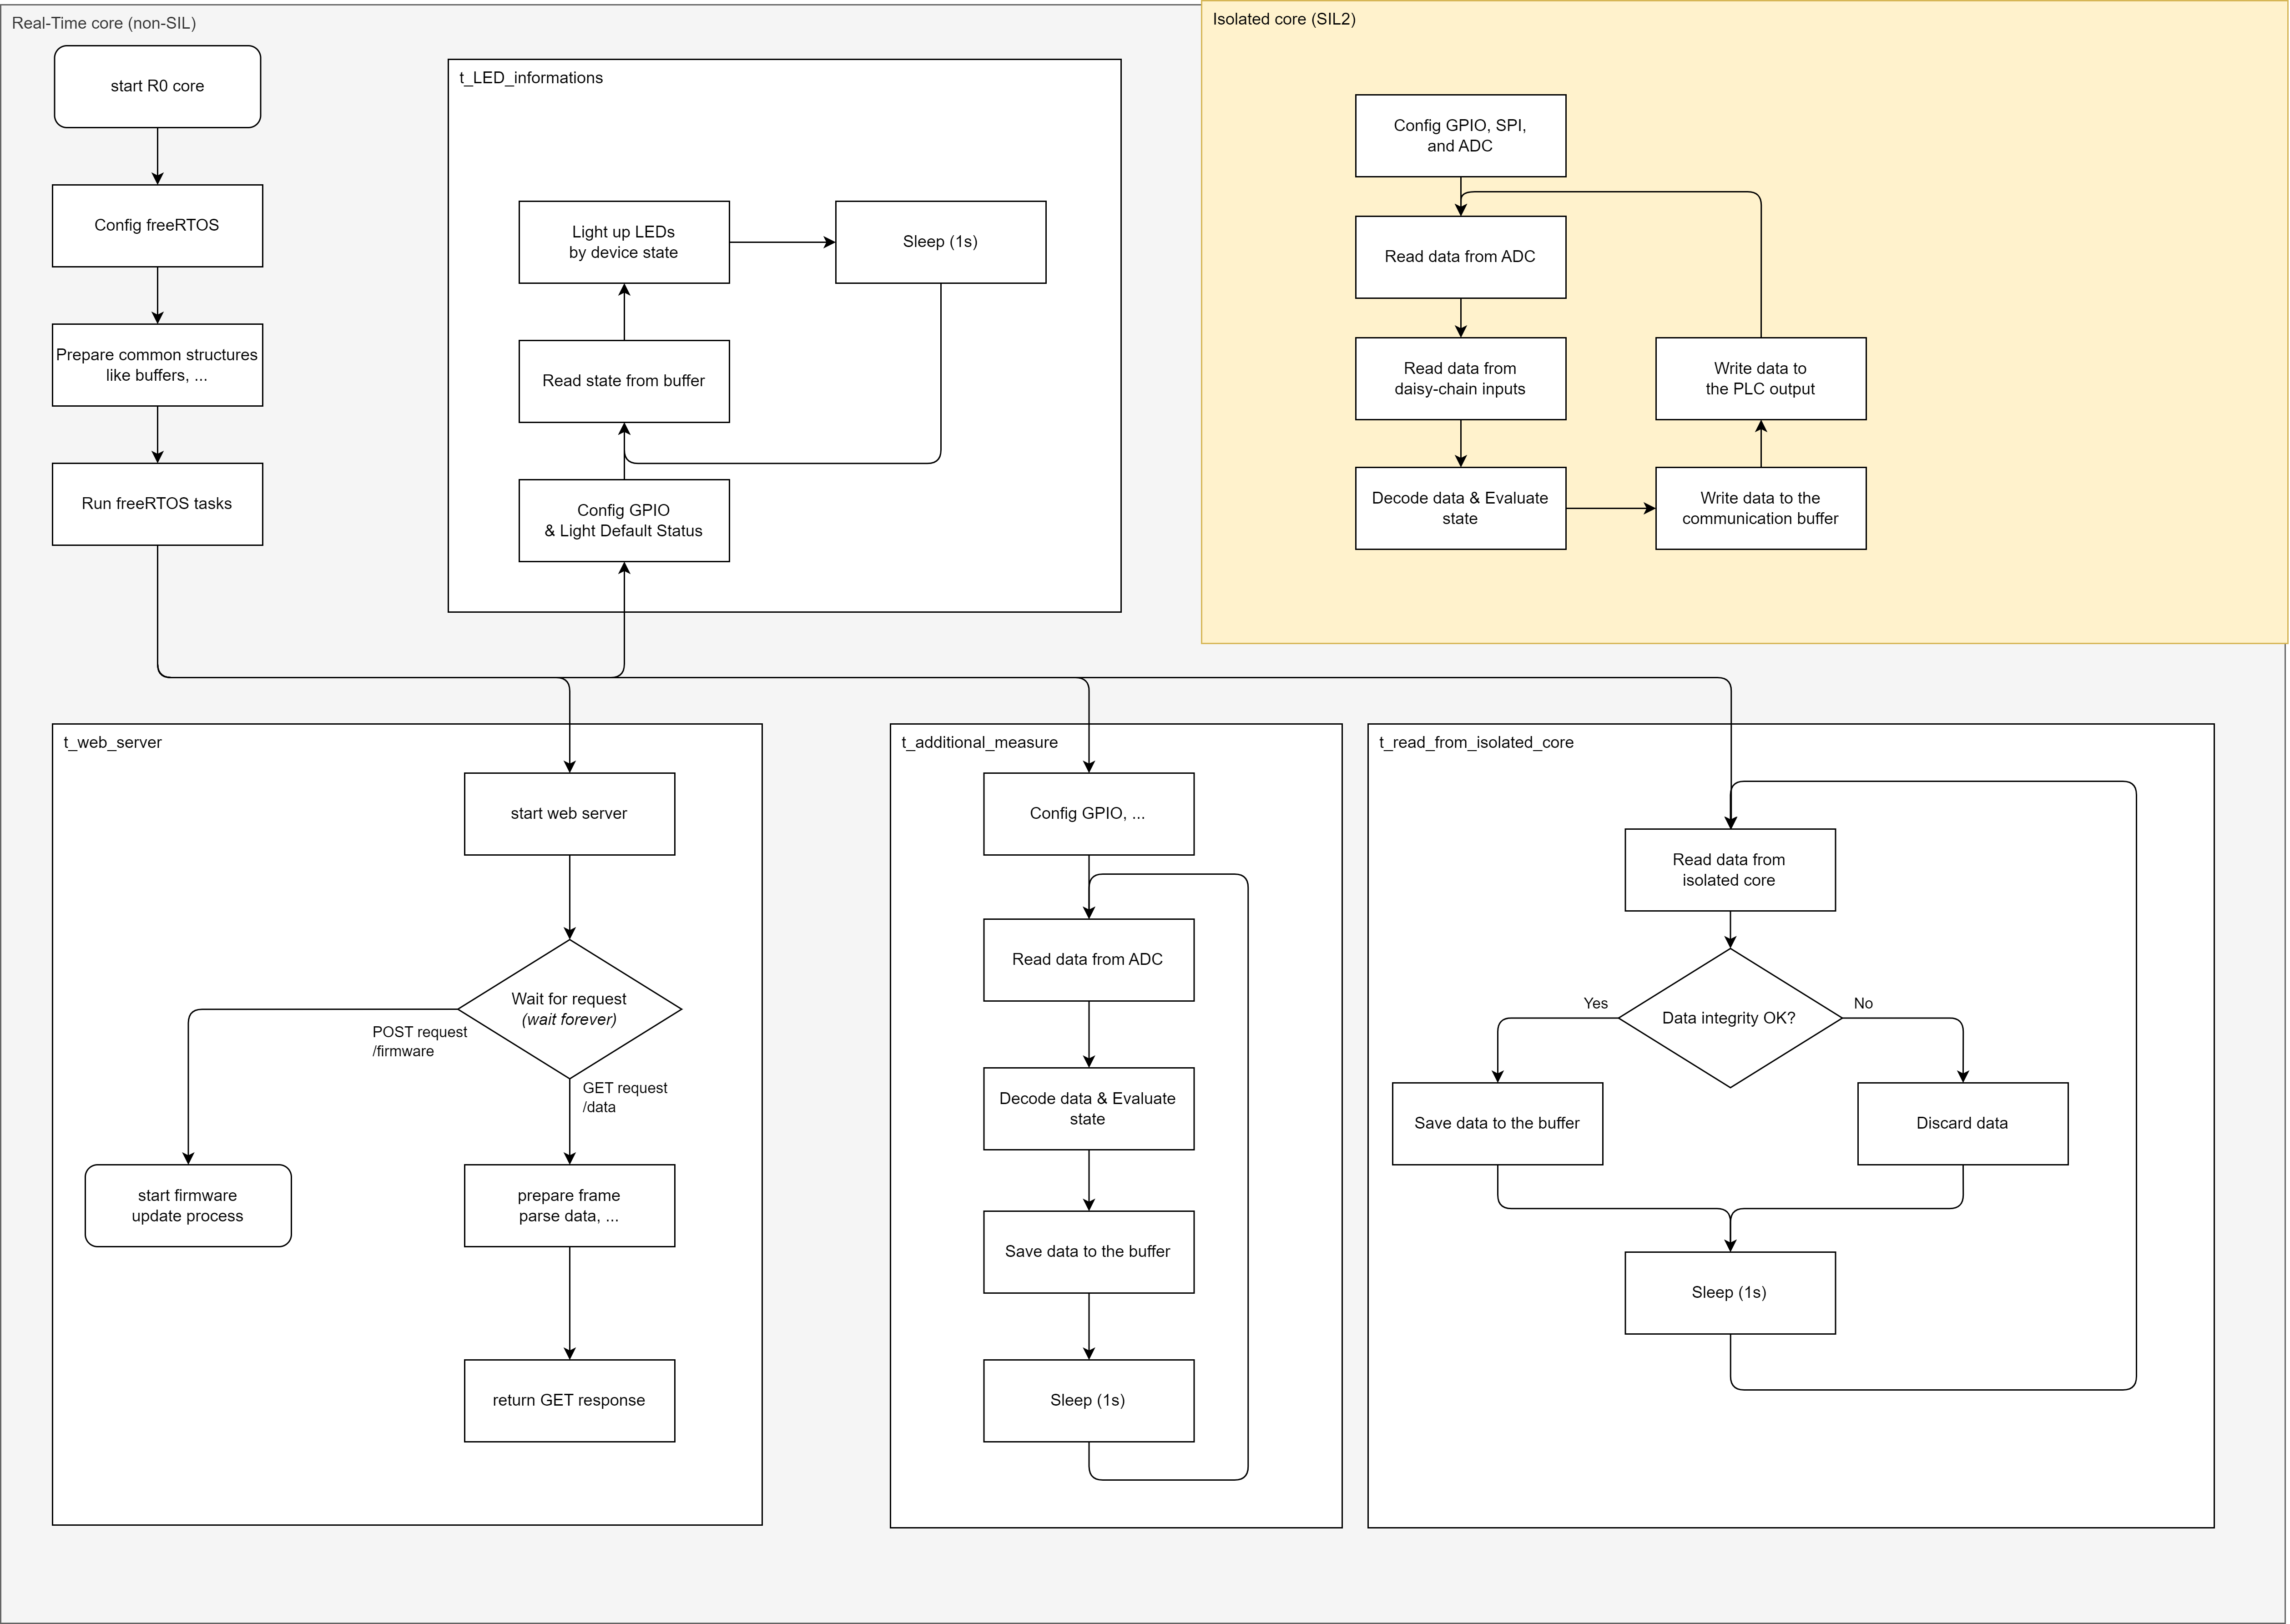 Real-Time core (non-SIL)
start R0 core
Config freeRTOS
Prepare common structures
like buffers, ...
Run freeRTOS tasks
t_LED_informations
Light up LEDs
by device state
Sleep (1s)
Read state from buffer
Config GPIO
& Light Default Status
Isolated core (SIL2)
Config GPIO, SPI,
and ADC
Read data from ADC
Read data from
daisy-chain inputs
Write data to
the PLC output
Decode data & Evaluate
state
Write data to the
communication buffer
t_web_server
start web server
Wait for request
(wait forever)
POST request
/firmware
GET request
/data
start firmware
update process
prepare frame
parse data, ...
return GET response
t_additional_measure
Config GPIO, ...
Read data from ADC
Decode data & Evaluate
state
Save data to the buffer
Sleep (1s)
t_read_from_isolated_core
Read data from
isolated core
Data integrity OK?
Yes
No
Save data to the buffer
Discard data
Sleep (1s)